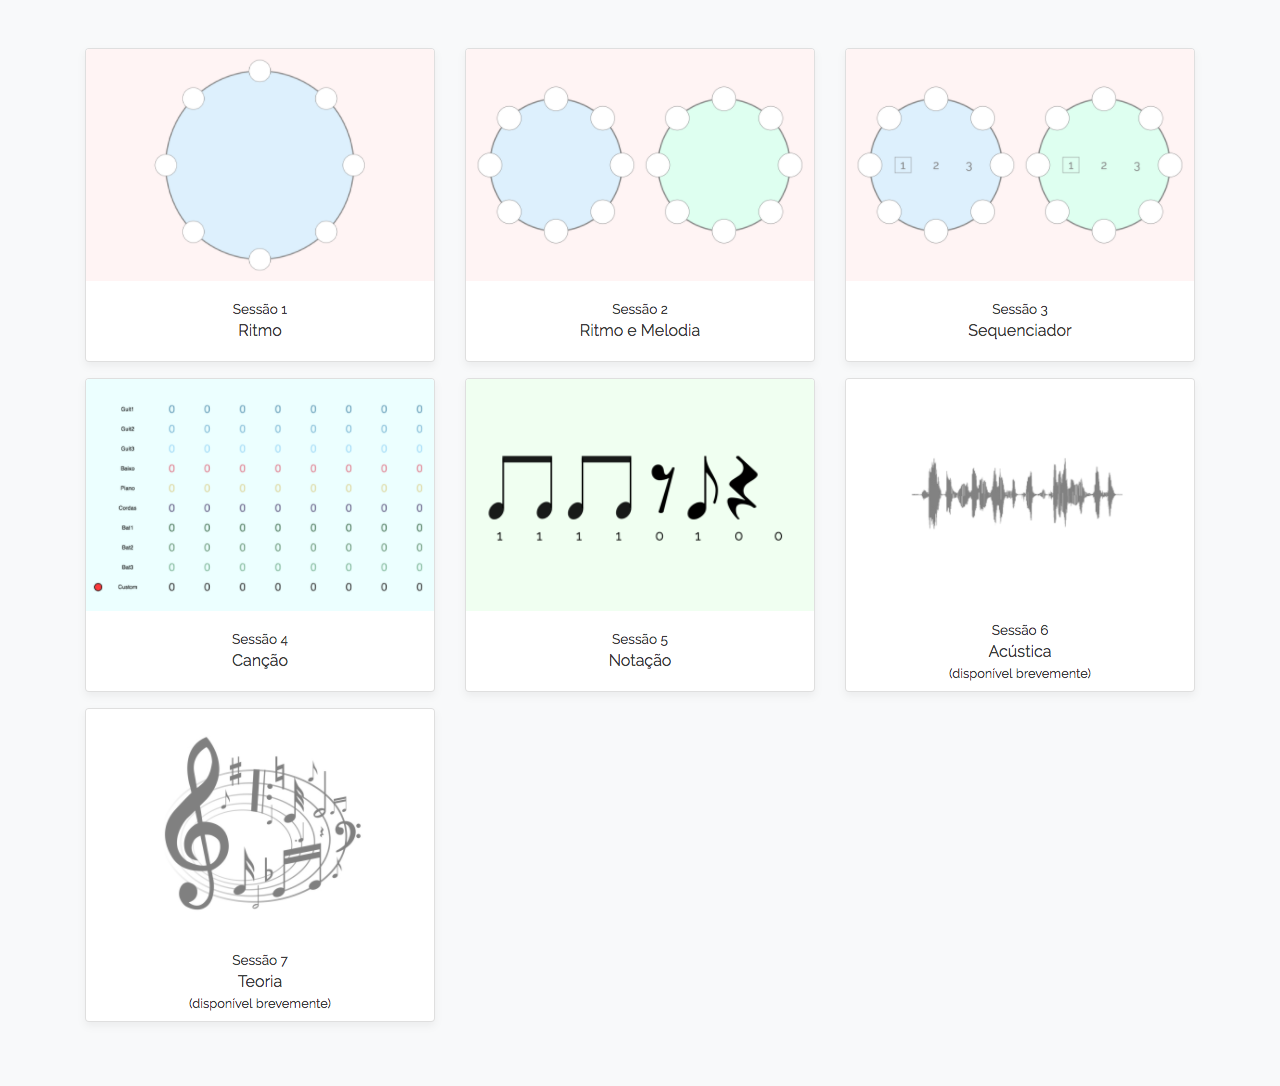 Sessão 1
Ritmo
Sessão 2
Ritmo e Melodia
1 2 3
1 2 3
Sessão 3
Sequenciador
Guit1 0 0 0 0 0 0 0 0
Guit2 0 0 0 0 0 0 0 0
Guit3 0 0 0 0 0 0 0 0
Baixo 0 0 0 0 0 0 0 0
Piano 0 0 0 0 0 0 0 0
Cordas 0 0 0 0 0 0 0 0
Bat1 0 0 0 0 0 0 0 0
Bat2 0 0 0 0 0 0 0 0
Bat3 0 0 0 0 0 0 0 0
Custom 0 0 0 0 0 0 0 0
Sessão 4
Canção
1 1 1 1 0 1 0 0
Sessão 5
Notação
Sessão 6
Acústica
(disponível brevemente)
Sessão 7
Teoria
(disponível brevemente)